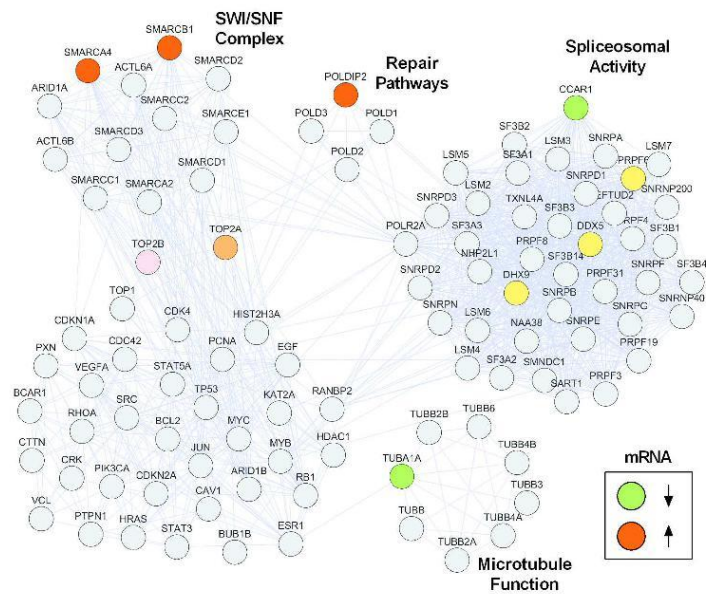 SWI/SNF
Complex
Repair
Pathways
Spliceosomal
Activity
SMARCB1
SMARCA4
ACTL6A
SMARCD2
ARID1A
SMARCC2
SMARCE1
ACTL6B
SMARCD3
SMARCD1
SMARCC1
SMARCA2
TOP2B
TOP2A
POLDIP2
POLD3
POLD1
POLD2
CCAR1
SF3B2
LSM3
SNRPA
LSM7
LSM5
SF3A1
PRPF6
SNRPD1
LSM2
SNRNP200
SNRPD3
TXNL4A
EFTUD2
SF3B3
PRPF4
POLR2A
SF3A3
DDX5
SF3B1
PRPF8
NHP2L1
SF3B14
SNRPD2
PRPF31
SNRPF
SF3B4
DHX9
SNRPN
SNRPB
SNRPG
SNRNP40
LSM6
NAA38
SNRPE
PRPF19
LSM4
SF3A2
SMNDC1
SART1
PRPF3
TOP1
CDKN1A
CDK4
HIST2H3A
PXN
CDC42
PCNA
EGF
VEGFA
STAT5A
BCAR1
TP53
KAT2A
RANBP2
RHOA
SRC
BCL2
MYC
CTTN
JUN
MYB
HDAC1
CRK
PIK3CA
CDKN2A
ARID1B
RB1
VCL
CAV1
PTPN1
HRAS
STAT3
BUB1B
ESR1
TUBB2B
TUBB6
TUBA1A
TUBB4B
TUBB3
TUBB
TUBB4A
TUBB2A
Microtubule
Function
mRNA
↓
↑